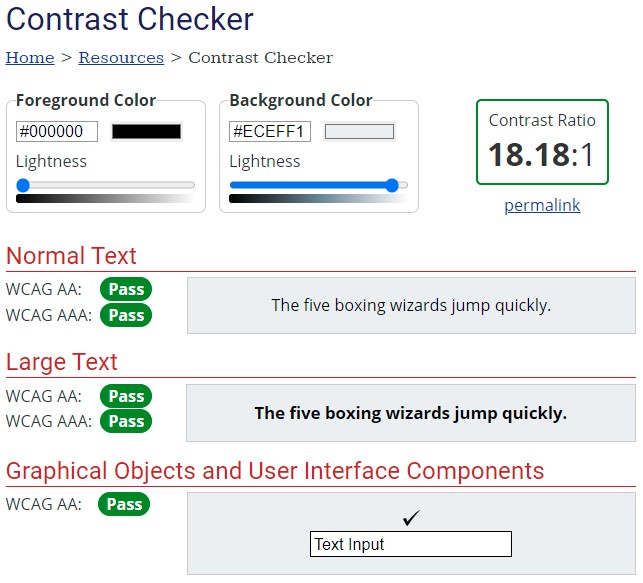 Contrast Checker
Home > Resources > Contrast Checker
Foreground Color
#000000
Lightness
Background Color
#ECEFF1
Lightness
Contrast Ratio
18.18:1
permalink
Normal Text
WCAG AA: Pass
WCAG AAA: Pass
The five boxing wizards jump quickly.
Large Text
WCAG AA: Pass
WCAG AAA: Pass
The five boxing wizards jump quickly.
Graphical Objects and User Interface Components
WCAG AA: Pass
✓
Text Input